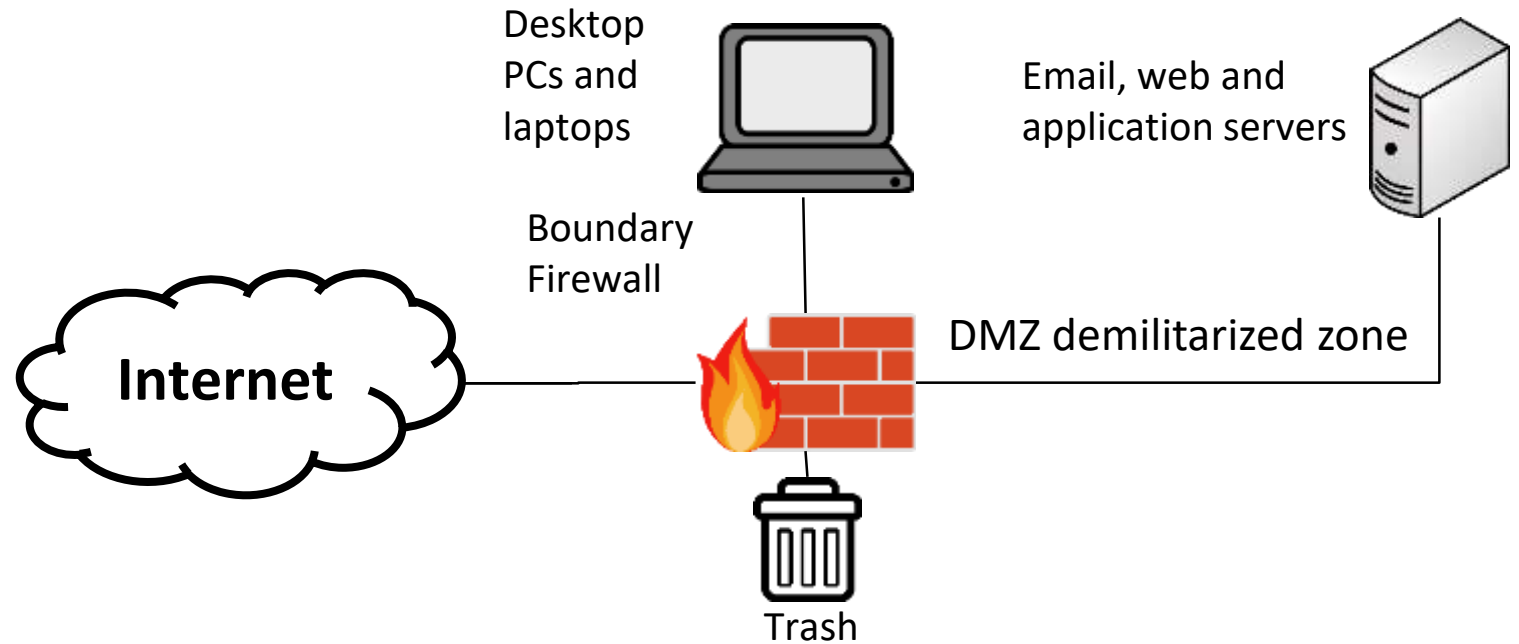 Desktop
PCs and
laptops
Email, web and
application servers
Boundary
Firewall
Internet
DMZ demilitarized zone
Trash